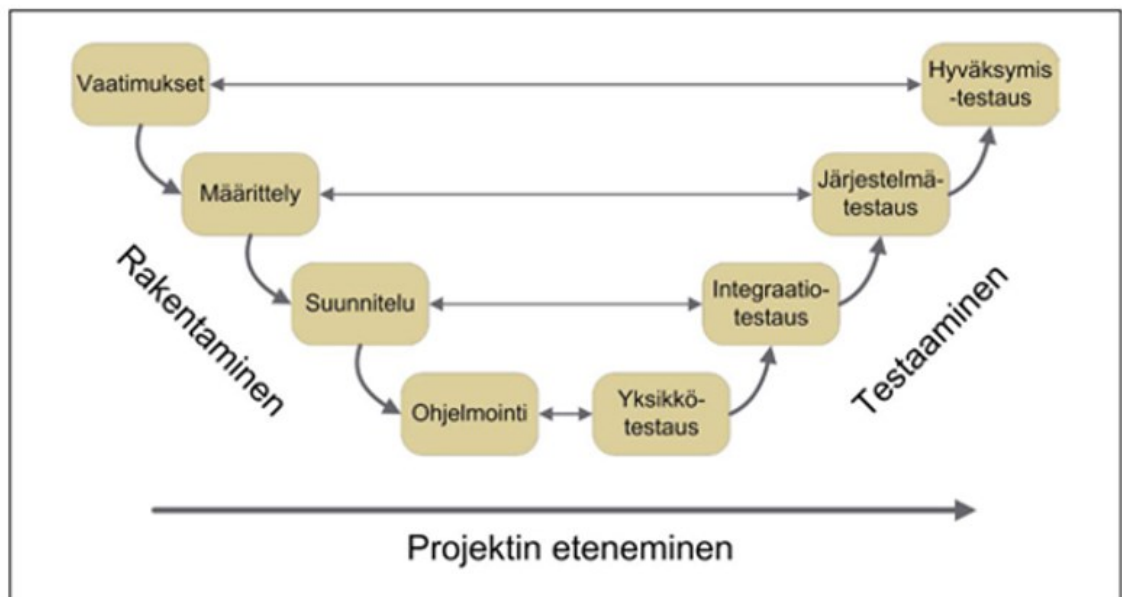 Vaatimukset
Hyväksymis
-testaus
Määrittely
Järjestelmä-
testaus
Rakentaminen
Suunnitelu
Integraatio-
testaus
Testaaminen
Ohjelmointi
Yksikkö-
testaus
Projektin eteneminen